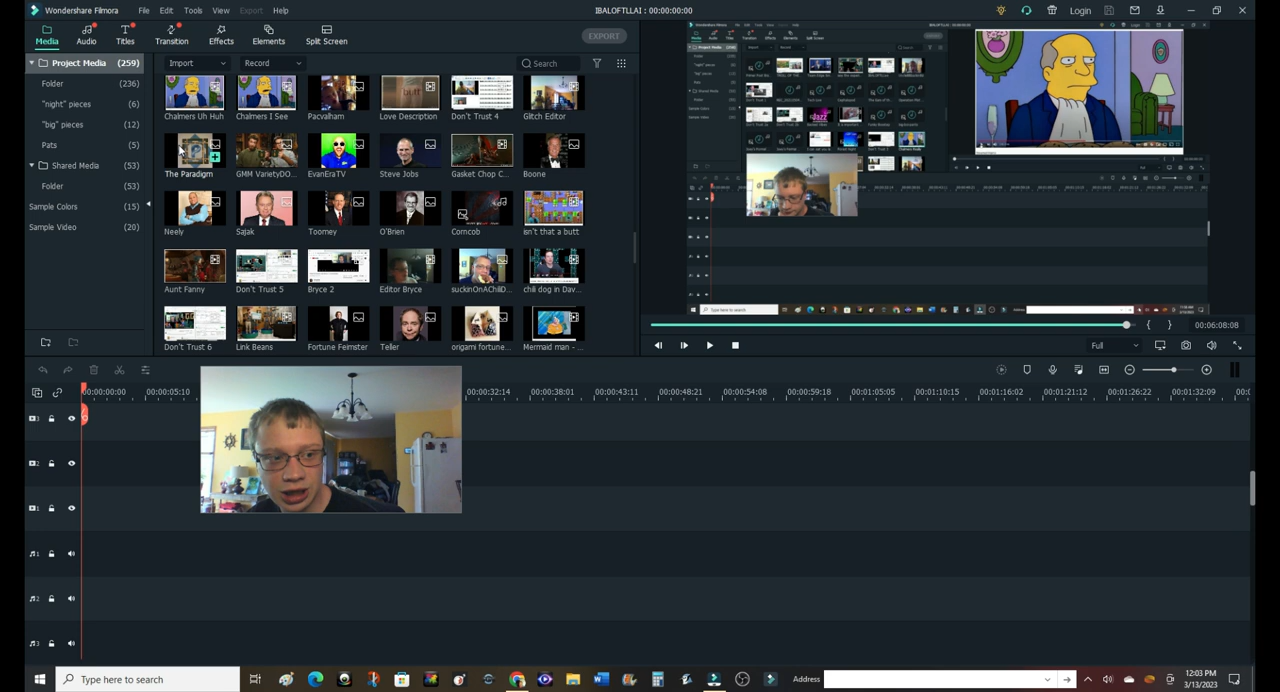 Wondershare Filmora
File Edit Tools View Export Help
IBALOFTLLAI : 00:00:00:00
Login
Media Audio Titles Transition Effects Elements Split Screen
EXPORT
Project Media (259)
Import
Record
Search
Folder (236)
"night" pieces (6)
"big" pieces (12)
Pats (5)
Shared Media (53)
Folder (53)
Sample Colors (15)
Sample Video (20)
Chalmers Uh Huh Chalmers I See Pacvalham Love Description Don't Trust 4 Glitch Editor
The Paradigm GMM VarietyDO... EvanEraTV Steve Jobs Gasket Chop C... Boone
Neely Sajak Toomey O'Brien Corncob isn't that a butt
Aunt Fanny Don't Trust 5 Bryce 2 Editor Bryce suckinOnAChiliD... chili dog in Dav...
Don't Trust 6 Link Beans Fortune Feimster Teller origami fortune... Mermaid man - ...
00:06:08:08
Full
00:00:00:00 00:00:05:10 00:00:32:14 00:00:38:01 00:00:43:11 00:00:48:21 00:00:54:08 00:00:59:18 00:01:05:05 00:01:10:15 00:01:16:02 00:01:21:12 00:01:26:22 00:01:32:09
Type here to search
Address
12:03 PM
3/13/2023